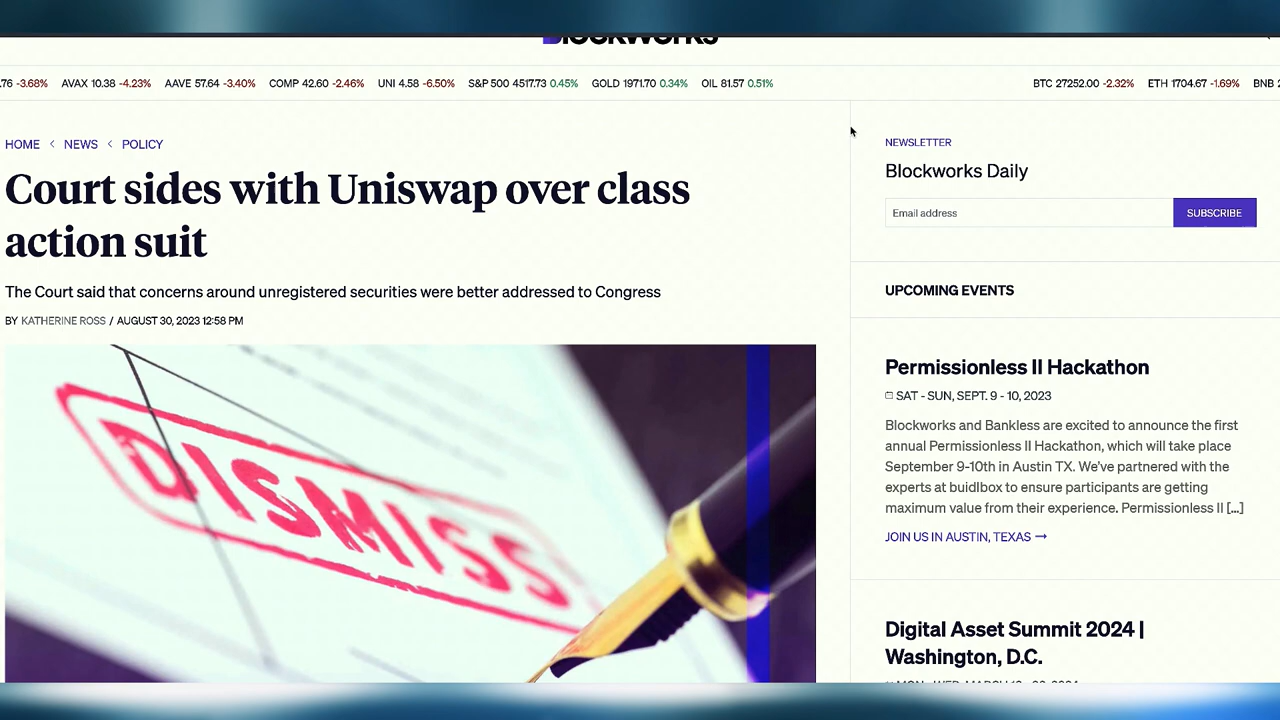 Blockworks
.76 -3.68% AVAX 10.38 -4.23% AAVE 57.64 -3.40% COMP 42.60 -2.46% UNI 4.58 -6.50% S&P 500 4517.73 0.45% GOLD 1971.70 0.34% OIL 81.57 0.51% BTC 27252.00 -2.32% ETH 1704.67 -1.69% BNB 2
HOME < NEWS < POLICY
Court sides with Uniswap over class
action suit
The Court said that concerns around unregistered securities were better addressed to Congress
BY KATHERINE ROSS / AUGUST 30, 2023 12:58 PM
DISMISS
NEWSLETTER
Blockworks Daily
Email address SUBSCRIBE
UPCOMING EVENTS
Permissionless II Hackathon
SAT - SUN, SEPT. 9 - 10, 2023
Blockworks and Bankless are excited to announce the first
annual Permissionless II Hackathon, which will take place
September 9-10th in Austin TX. We've partnered with the
experts at buidlbox to ensure participants are getting
maximum value from their experience. Permissionless II [...]
JOIN US IN AUSTIN, TEXAS →
Digital Asset Summit 2024 |
Washington, D.C.